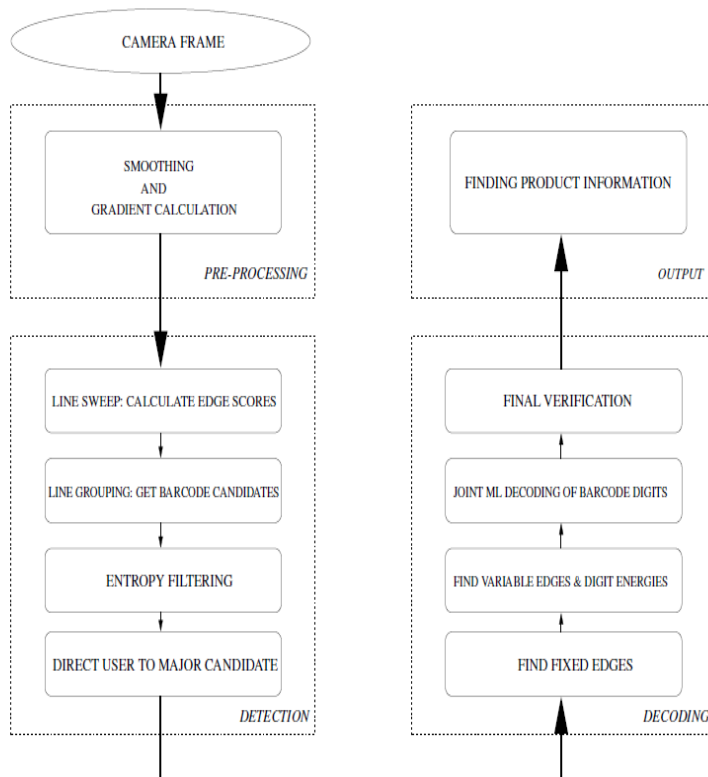 CAMERA FRAME
SMOOTHING
AND
GRADIENT CALCULATION
PRE-PROCESSING
LINE SWEEP: CALCULATE EDGE SCORES
LINE GROUPING: GET BARCODE CANDIDATES
ENTROPY FILTERING
DIRECT USER TO MAJOR CANDIDATE
DETECTION
FINDING PRODUCT INFORMATION
OUTPUT
FINAL VERIFICATION
JOINT ML DECODING OF BARCODE DIGITS
FIND VARIABLE EDGES & DIGIT ENERGIES
FIND FIXED EDGES
DECODING